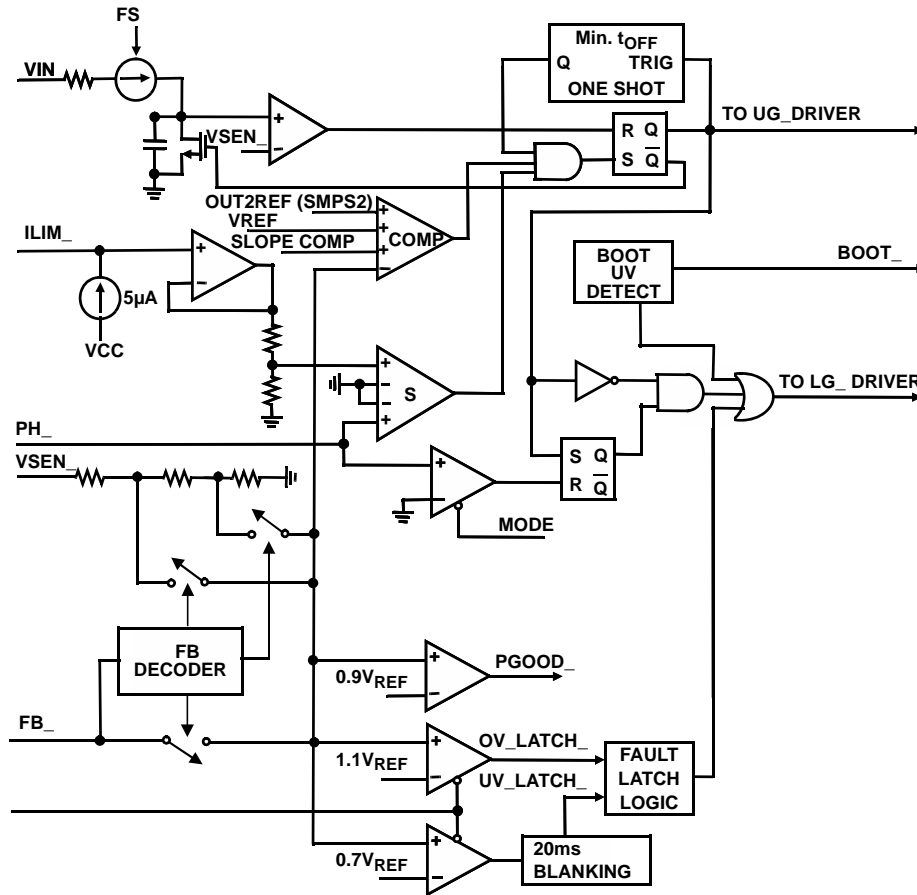 FS
VIN
Min. tOFF
Q TRIG
ONE SHOT
TO UG_DRIVER
+
−
VSEN_
R Q
S Q
OUT2REF (SMPS2)
VREF
SLOPE COMP
+
+
+
−
COMP
ILIM_
+
−
5µA
VCC
BOOT
UV
DETECT
BOOT_
+
−
−
+
S
TO LG_ DRIVER
PH_
VSEN_
+
−
S Q
R Q
MODE
FB
DECODER
+
−
0.9VREF
PGOOD_
FB_
+
−
1.1VREF
OV_LATCH_
UV_LATCH_
FAULT
LATCH
LOGIC
+
−
0.7VREF
20ms
BLANKING